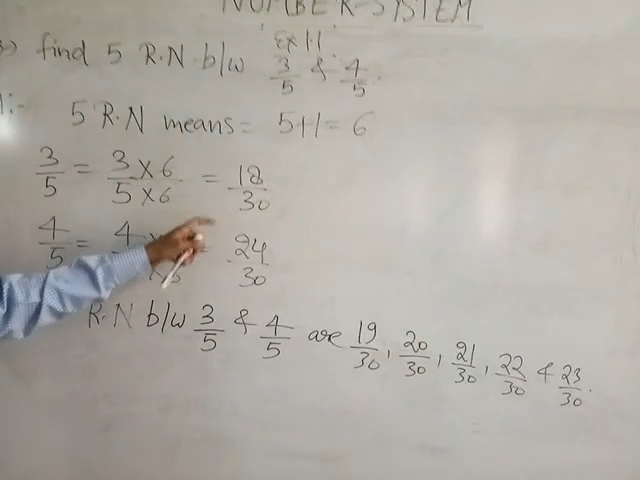 NUMBER-SYSTEM
Ex 1.1
3) find 5 R.N b/w 3/5 & 4/5.
:- 5 R.N means = 5+1 = 6
3/5 = 3×6/5×6 = 18/30
4/5 = 4 = 24/30
R.N b/w 3/5 & 4/5 are 19/30, 20/30, 21/30, 22/30 & 23/30.